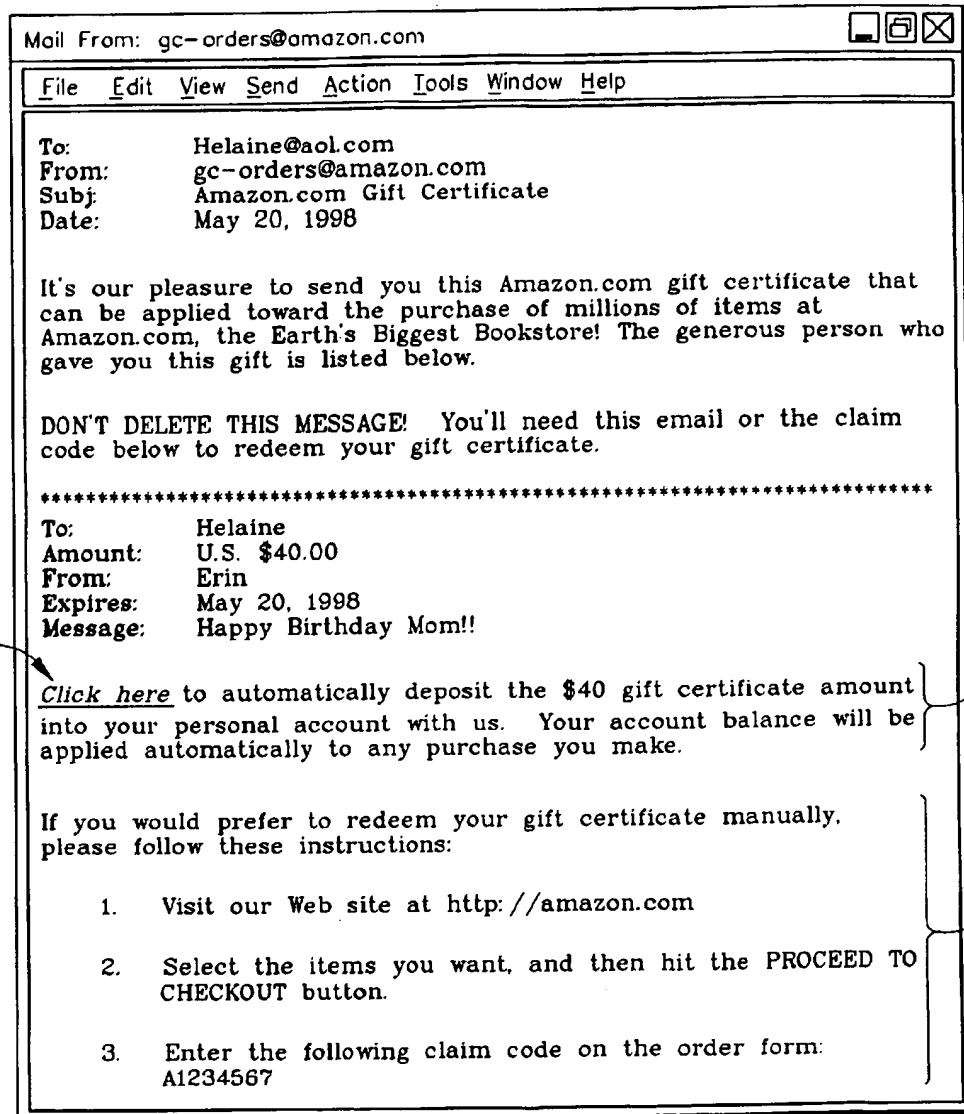 Mail From: gc-orders@amazon.com
File Edit View Send Action Tools Window Help
To: Helaine@aol.com
From: gc-orders@amazon.com
Subj: Amazon.com Gift Certificate
Date: May 20, 1998
It's our pleasure to send you this Amazon.com gift certificate that
can be applied toward the purchase of millions of items at
Amazon.com, the Earth's Biggest Bookstore! The generous person who
gave you this gift is listed below.
DON'T DELETE THIS MESSAGE! You'll need this email or the claim
code below to redeem your gift certificate.
******************************************************************************
To: Helaine
Amount: U.S. $40.00
From: Erin
Expires: May 20, 1998
Message: Happy Birthday Mom!!
Click here to automatically deposit the $40 gift certificate amount
into your personal account with us. Your account balance will be
applied automatically to any purchase you make.
If you would prefer to redeem your gift certificate manually,
please follow these instructions:
1. Visit our Web site at http://amazon.com
2. Select the items you want, and then hit the PROCEED TO
CHECKOUT button.
3. Enter the following claim code on the order form:
A1234567